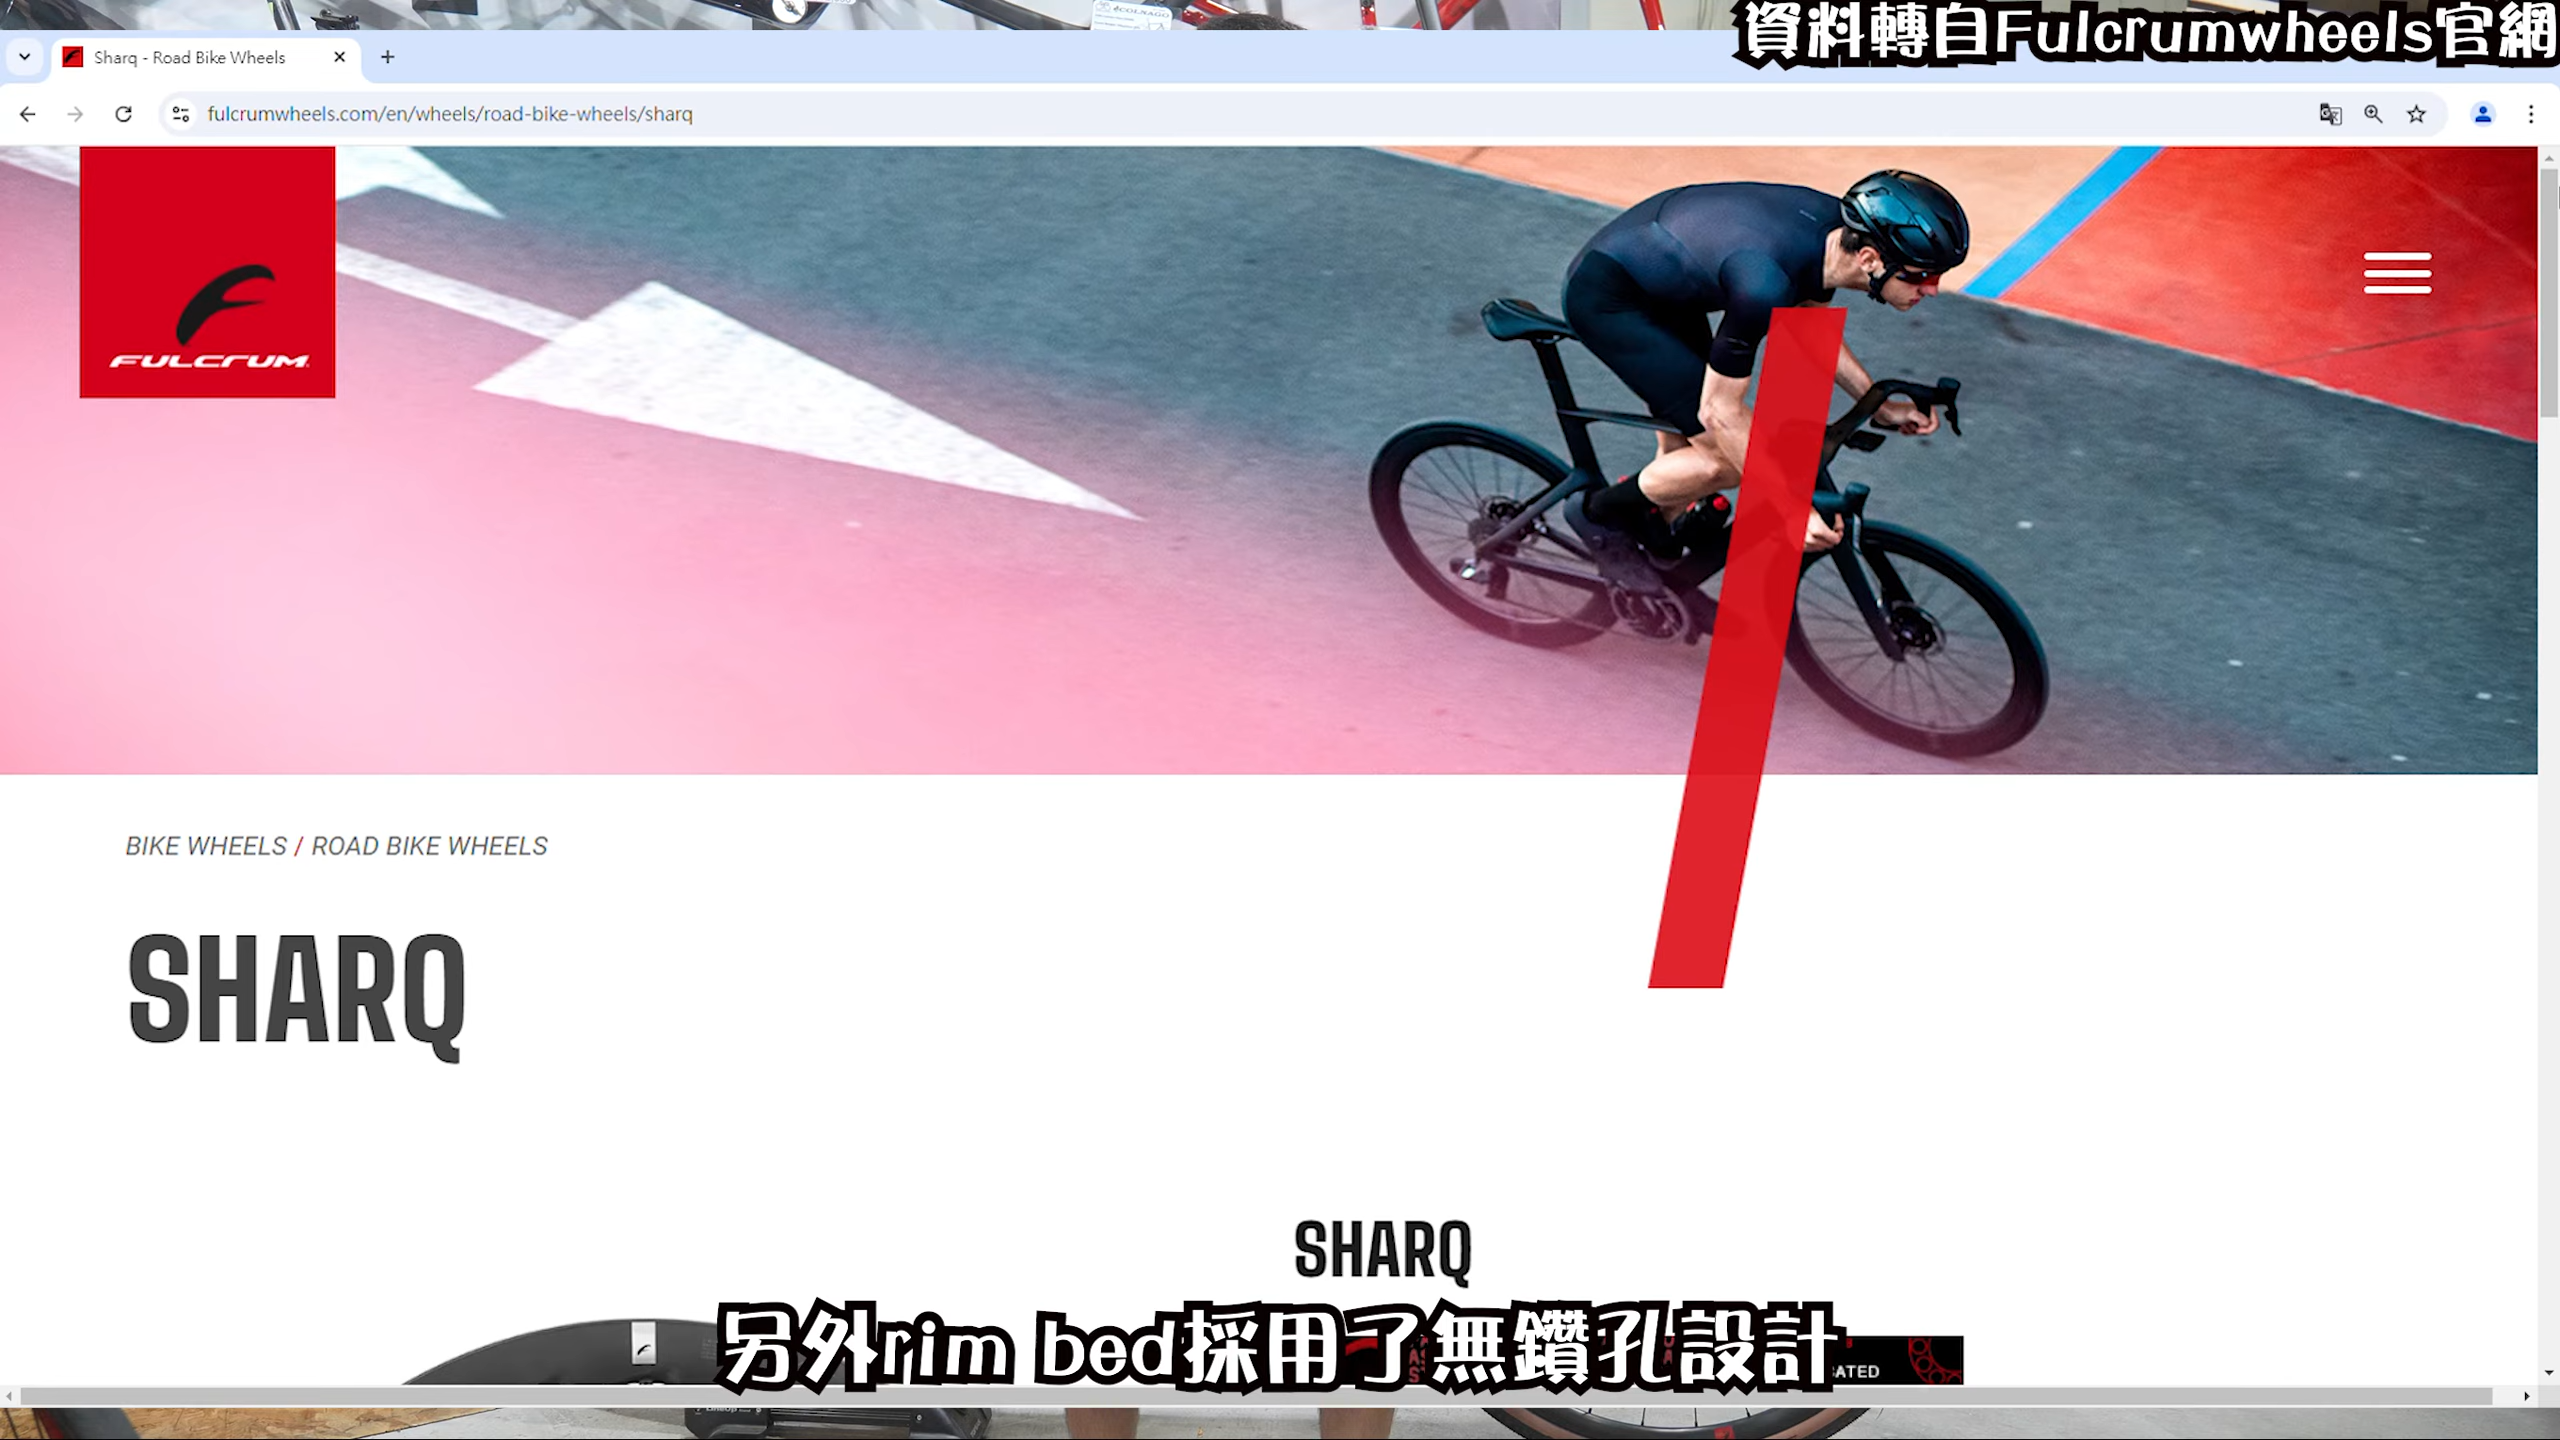 COLNAGO
資料轉自Fulcrumwheels官網
Sharq - Road Bike Wheels
fulcrumwheels.com/en/wheels/road-bike-wheels/sharq
FULCRUM
BIKE WHEELS / ROAD BIKE WHEELS
SHARQ
SHARQ
另外rim bed採用了無鑽孔設計